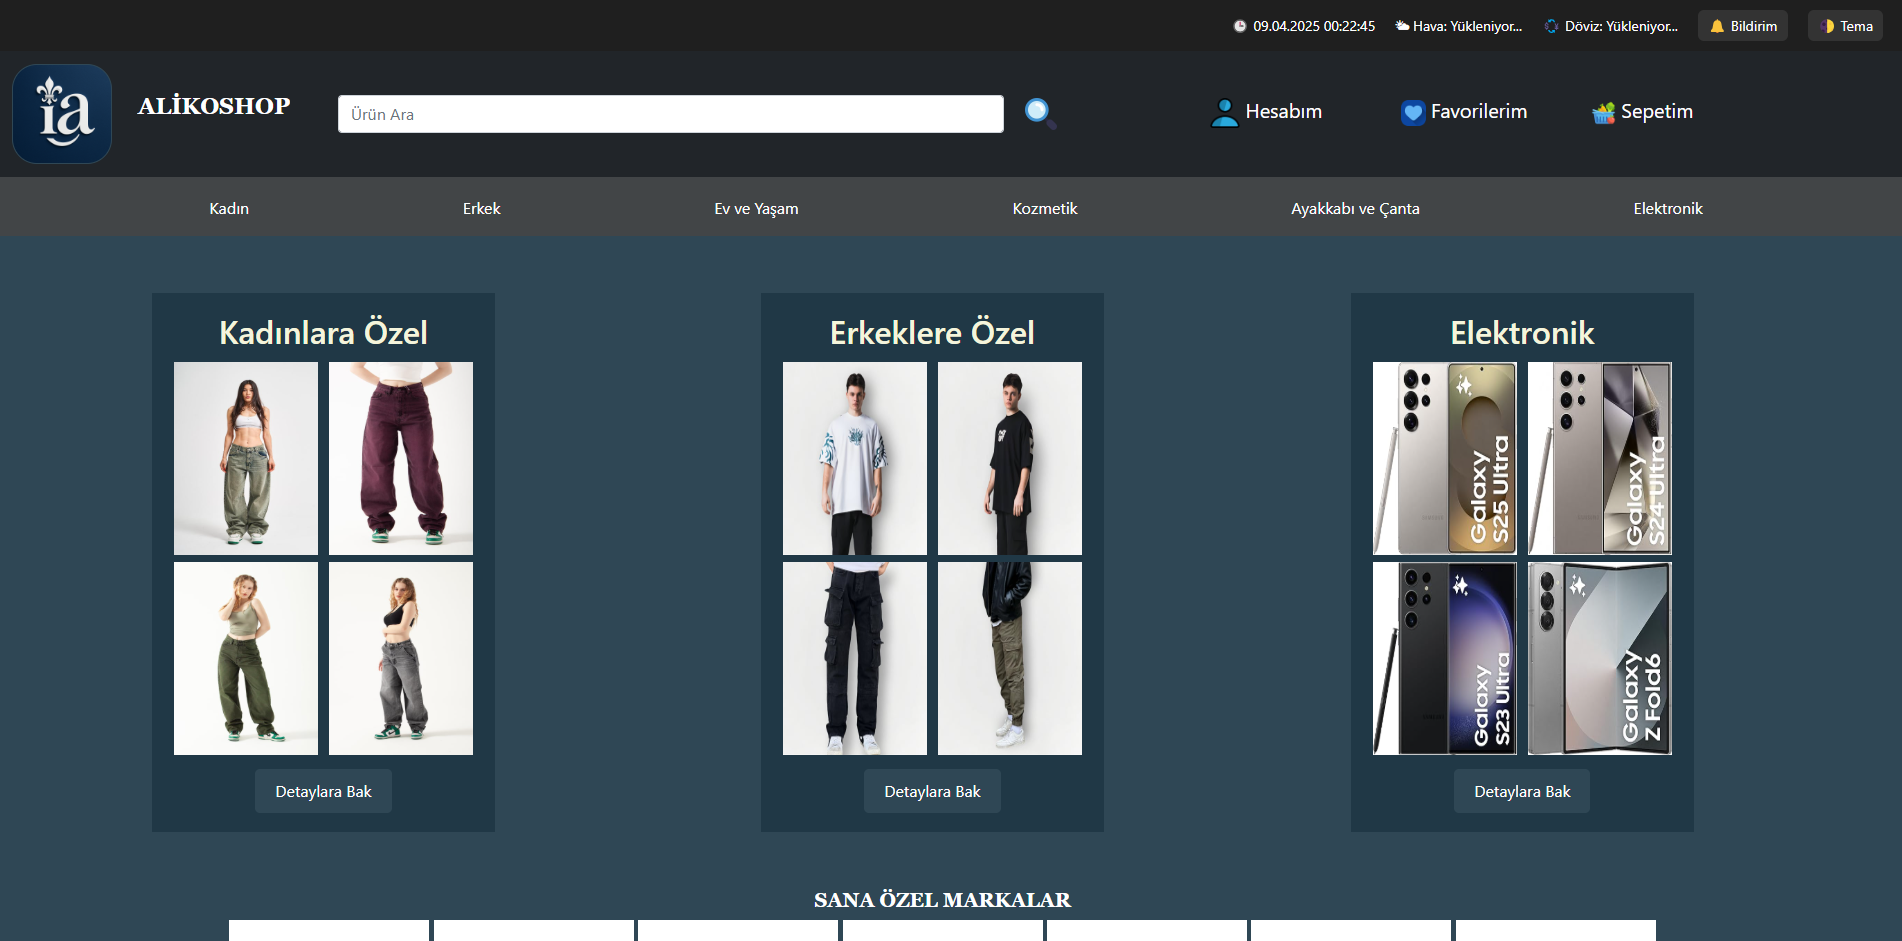 09.04.2025 00:22:45 Hava: Yükleniyor... Döviz: Yükleniyor... Bildirim Tema
ia
ALİKOSHOP
Ürün Ara
Hesabım Favorilerim Sepetim
Kadın Erkek Ev ve Yaşam Kozmetik Ayakkabı ve Çanta Elektronik
Kadınlara Özel
Detaylara Bak
Erkeklere Özel
Detaylara Bak
Elektronik
Galaxy
S25 Ultra
Galaxy
S24 Ultra
Galaxy
S23 Ultra
Galaxy
Z Fold6
Detaylara Bak
SANA ÖZEL MARKALAR